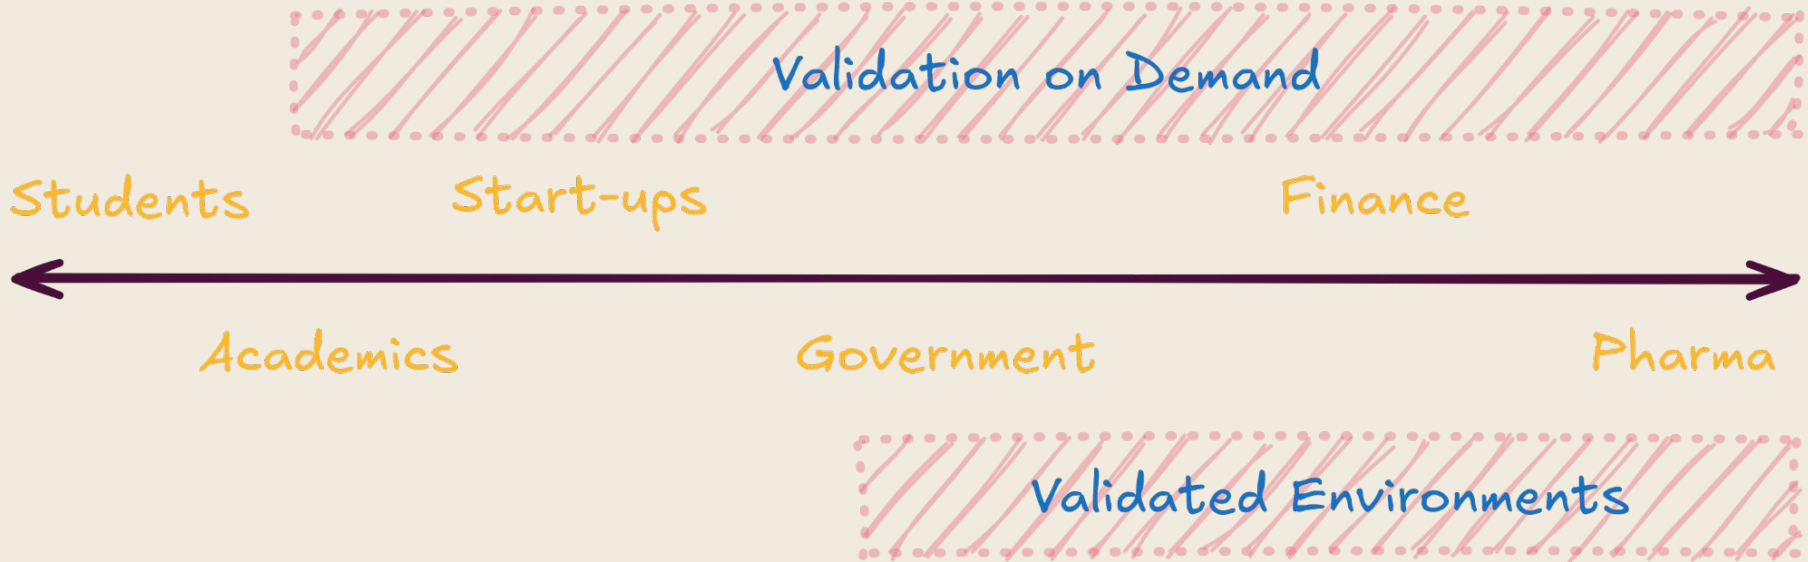 Validation on Demand
Students
Start-ups
Finance
Academics
Government
Pharma
Validated Environments